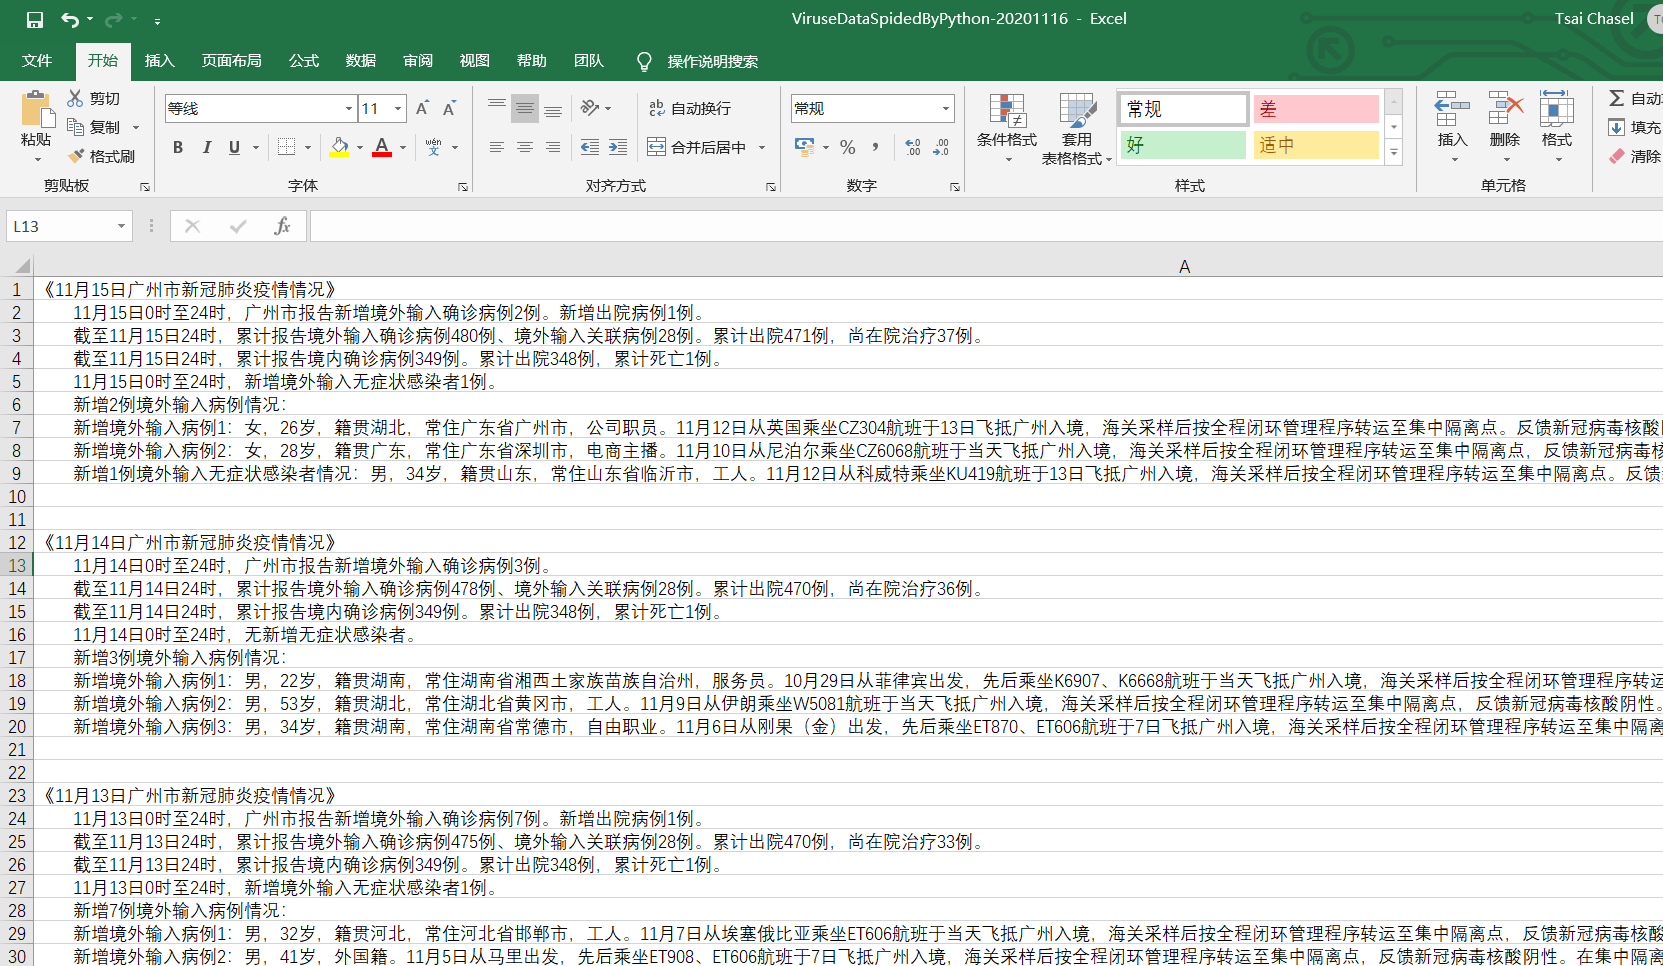 ViruseDataSpidedByPython-20201116 - Excel
Tsai Chasel
文件 开始 插入 页面布局 公式 数据 审阅 视图 帮助 团队 操作说明搜索
粘贴
剪切
复制
格式刷
剪贴板
等线 11 A A
B I U A wén 文
字体
ab 自动换行
合并后居中
对齐方式
常规
% , .00 .00
数字
条件格式
套用
表格格式
常规 差
好 适中
样式
插入 删除 格式
单元格
Σ 自动
填充
清除
L13 fx
A
1 《11月15日广州市新冠肺炎疫情情况》
2 11月15日0时至24时，广州市报告新增境外输入确诊病例2例。新增出院病例1例。
3 截至11月15日24时，累计报告境外输入确诊病例480例、境外输入关联病例28例。累计出院471例，尚在院治疗37例。
4 截至11月15日24时，累计报告境内确诊病例349例。累计出院348例，累计死亡1例。
5 11月15日0时至24时，新增境外输入无症状感染者1例。
6 新增2例境外输入病例情况：
7 新增境外输入病例1：女，26岁，籍贯湖北，常住广东省广州市，公司职员。11月12日从英国乘坐CZ304航班于13日飞抵广州入境，海关采样后按全程闭环管理程序转运至集中隔离点。反馈新冠病毒核酸
8 新增境外输入病例2：女，28岁，籍贯广东，常住广东省深圳市，电商主播。11月10日从尼泊尔乘坐CZ6068航班于当天飞抵广州入境，海关采样后按全程闭环管理程序转运至集中隔离点，反馈新冠病毒核
9 新增1例境外输入无症状感染者情况：男，34岁，籍贯山东，常住山东省临沂市，工人。11月12日从科威特乘坐KU419航班于13日飞抵广州入境，海关采样后按全程闭环管理程序转运至集中隔离点。反馈
10
11
12 《11月14日广州市新冠肺炎疫情情况》
13 11月14日0时至24时，广州市报告新增境外输入确诊病例3例。
14 截至11月14日24时，累计报告境外输入确诊病例478例、境外输入关联病例28例。累计出院470例，尚在院治疗36例。
15 截至11月14日24时，累计报告境内确诊病例349例。累计出院348例，累计死亡1例。
16 11月14日0时至24时，无新增无症状感染者。
17 新增3例境外输入病例情况：
18 新增境外输入病例1：男，22岁，籍贯湖南，常住湖南省湘西土家族苗族自治州，服务员。10月29日从菲律宾出发，先后乘坐K6907、K6668航班于当天飞抵广州入境，海关采样后按全程闭环管理程序转运
19 新增境外输入病例2：男，53岁，籍贯湖北，常住湖北省黄冈市，工人。11月9日从伊朗乘坐W5081航班于当天飞抵广州入境，海关采样后按全程闭环管理程序转运至集中隔离点，反馈新冠病毒核酸阴性。
20 新增境外输入病例3：男，34岁，籍贯湖南，常住湖南省常德市，自由职业。11月6日从刚果（金）出发，先后乘坐ET870、ET606航班于7日飞抵广州入境，海关采样后按全程闭环管理程序转运至集中隔离
21
22
23 《11月13日广州市新冠肺炎疫情情况》
24 11月13日0时至24时，广州市报告新增境外输入确诊病例7例。新增出院病例1例。
25 截至11月13日24时，累计报告境外输入确诊病例475例、境外输入关联病例28例。累计出院470例，尚在院治疗33例。
26 截至11月13日24时，累计报告境内确诊病例349例。累计出院348例，累计死亡1例。
27 11月13日0时至24时，新增境外输入无症状感染者1例。
28 新增7例境外输入病例情况：
29 新增境外输入病例1：男，32岁，籍贯河北，常住河北省邯郸市，工人。11月7日从埃塞俄比亚乘坐ET606航班于当天飞抵广州入境，海关采样后按全程闭环管理程序转运至集中隔离点，反馈新冠病毒核酸
30 新增境外输入病例2：男，41岁，外国籍。11月5日从马里出发，先后乘坐ET908、ET606航班于7日飞抵广州入境，海关采样后按全程闭环管理程序转运至集中隔离点，反馈新冠病毒核酸阴性。在集中隔离